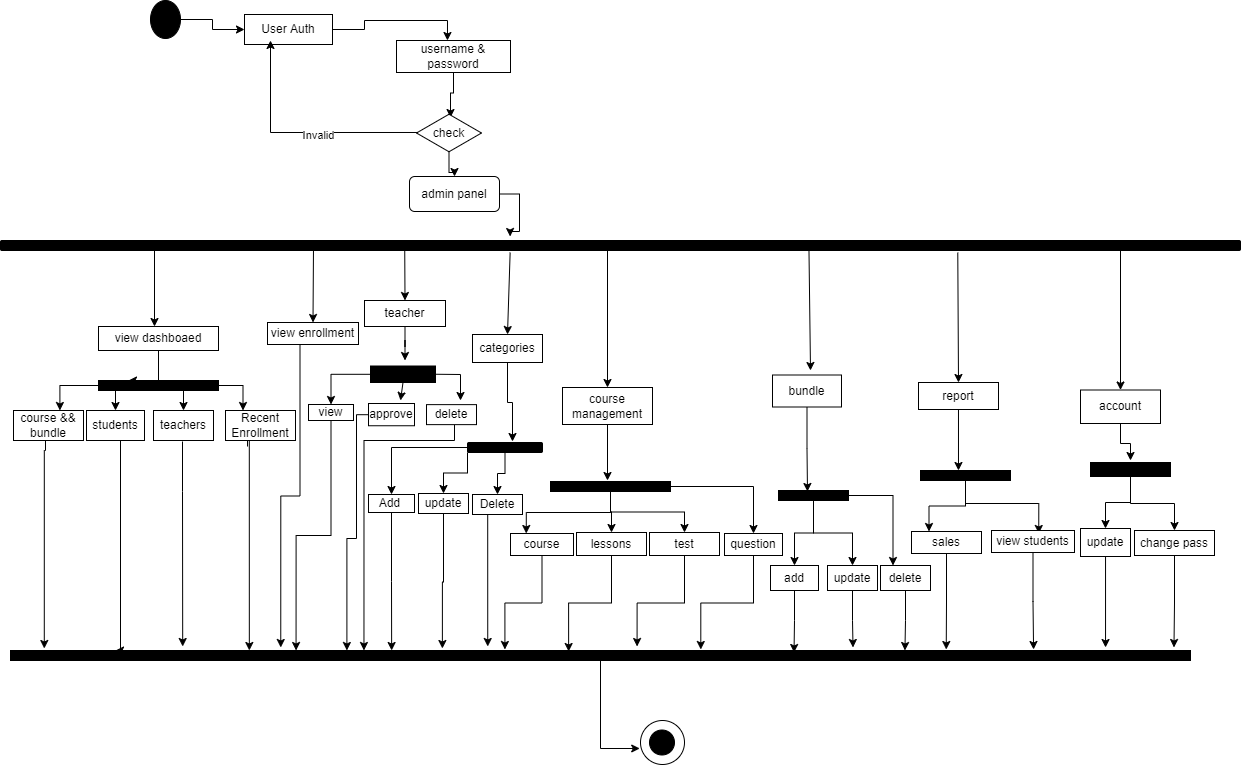 User Auth
username &
password
check
Invalid
admin panel
teacher
view enrollment
view dashboaed
categories
bundle
report
course
management
account
course &&
bundle
students
teachers
Recent
Enrollment
view
approve
delete
Add
update
Delete
course
lessons
test
question
sales
view students
update
change pass
add
update
delete